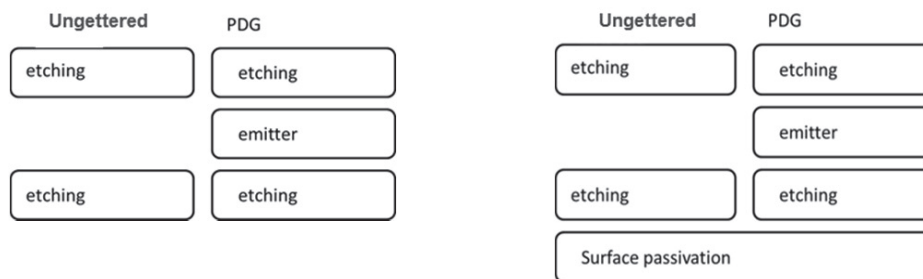 Ungettered PDG
etching etching
emitter
etching etching
Ungettered PDG
etching etching
emitter
etching etching
Surface passivation